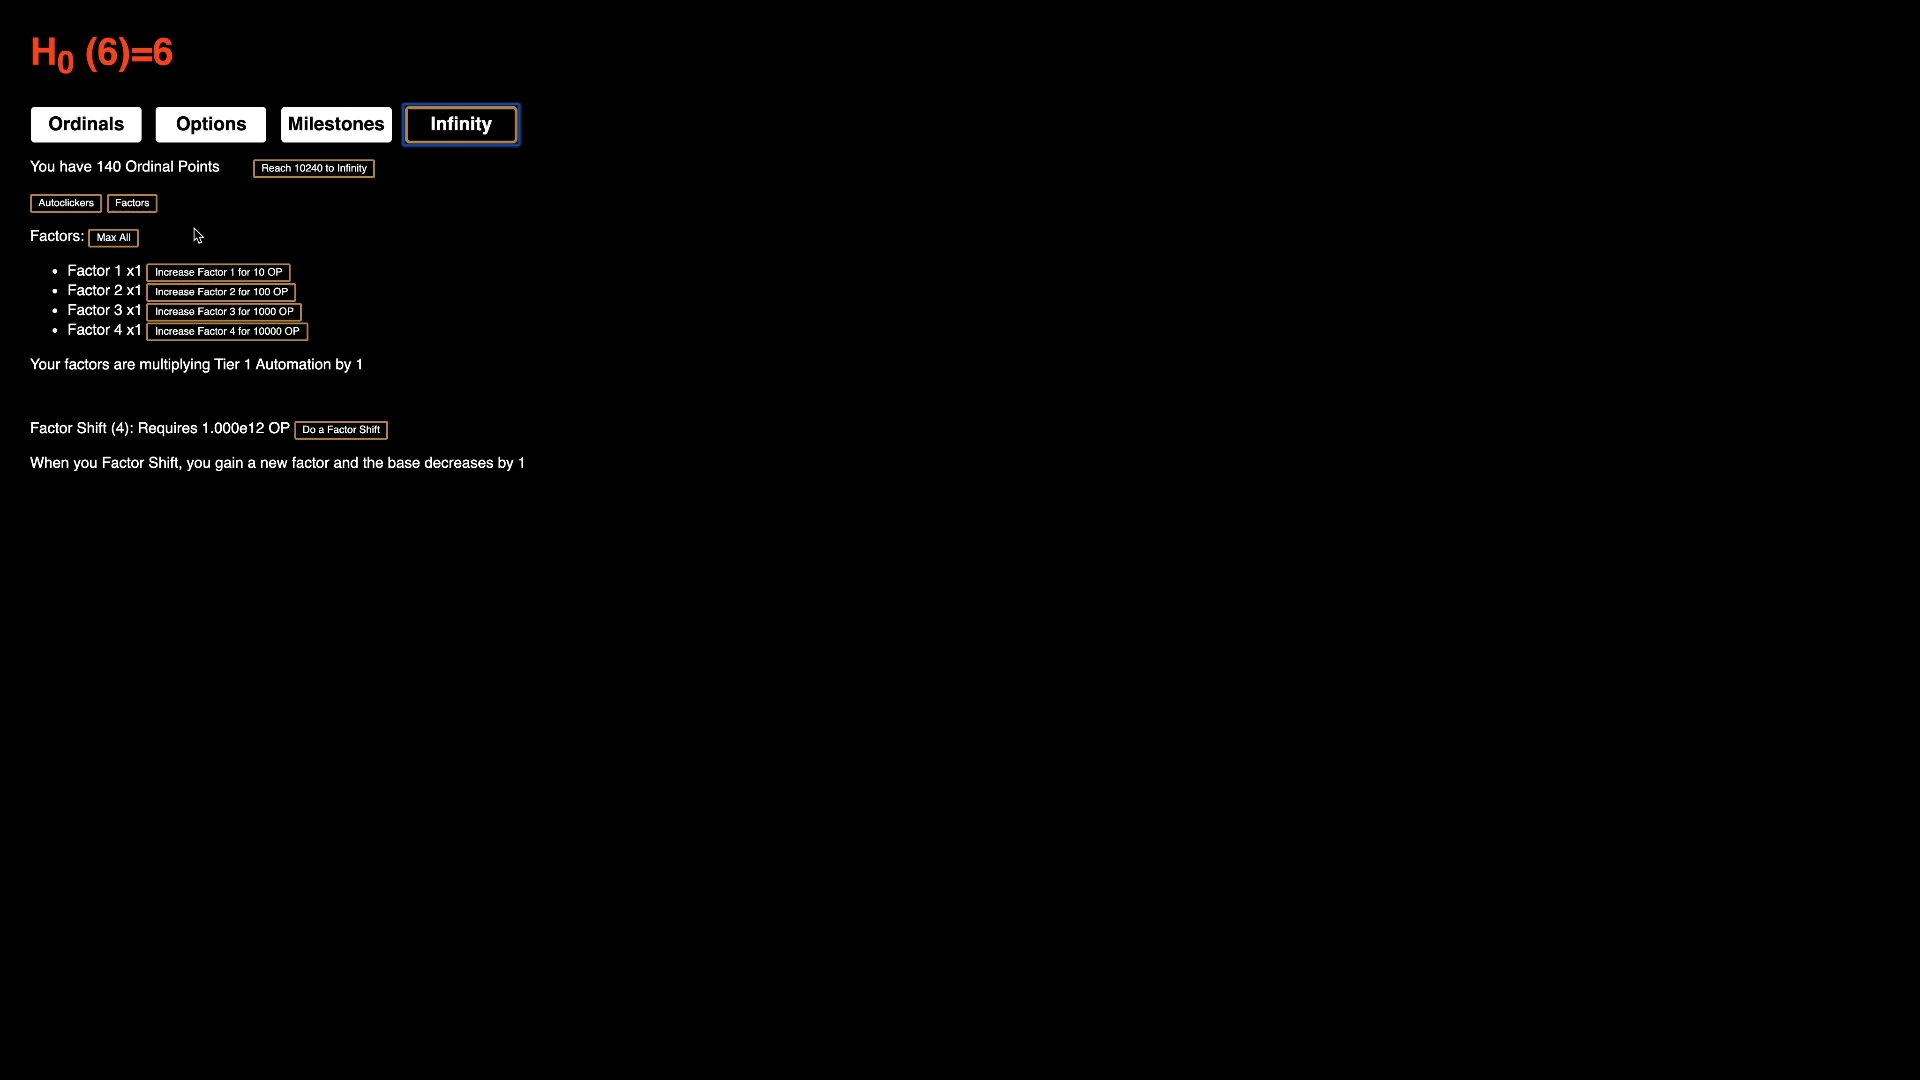 H0 (6)=6
Ordinals Options Milestones Infinity
You have 140 Ordinal Points Reach 10240 to Infinity
Autoclickers Factors
Factors: Max All
• Factor 1 x1 Increase Factor 1 for 10 OP
• Factor 2 x1 Increase Factor 2 for 100 OP
• Factor 3 x1 Increase Factor 3 for 1000 OP
• Factor 4 x1 Increase Factor 4 for 10000 OP
Your factors are multiplying Tier 1 Automation by 1
Factor Shift (4): Requires 1.000e12 OP Do a Factor Shift
When you Factor Shift, you gain a new factor and the base decreases by 1